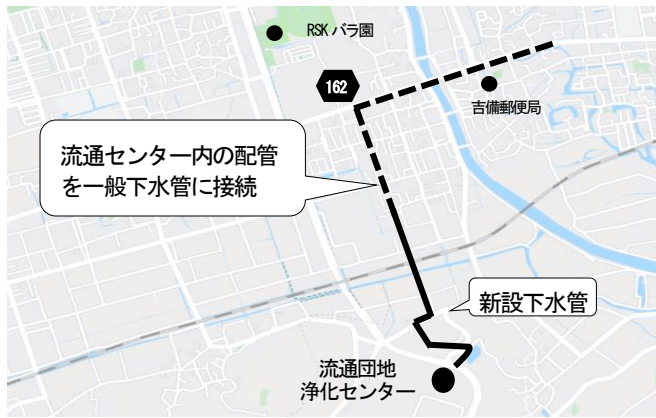 RSK バラ園
162
吉備郵便局
流通センター内の配管
を一般下水管に接続
新設下水管
流通団地
浄化センター